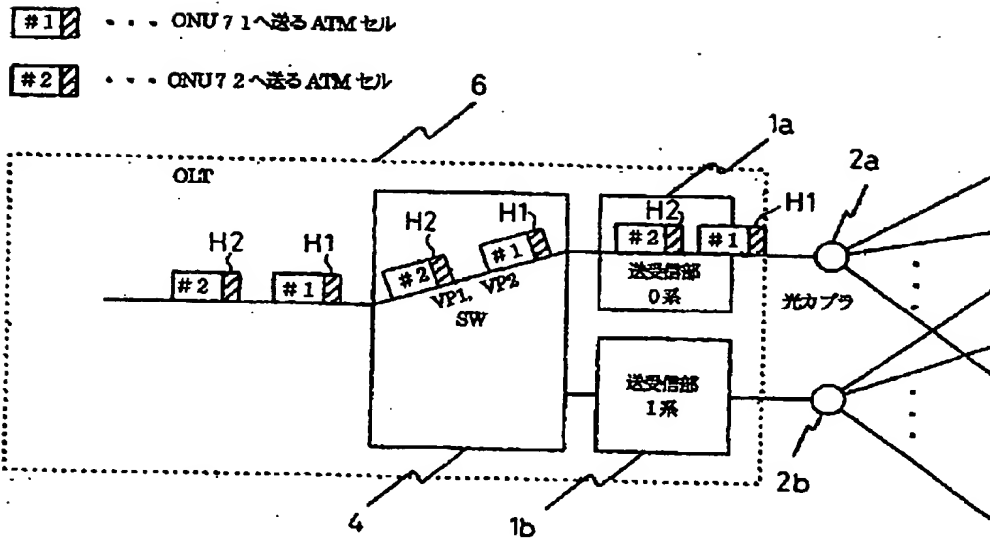 #1 ・・・ ONU71へ送るATMセル
#2 ・・・ ONU72へ送るATMセル
6
1a
2a
OLT
H2 H1 H2 H1 H2 H1
#2 #1 #2 #1 #2 #1
VP1, VP2
SW
送受信部
0系
光カプラ
送受信部
1系
4
1b
2b